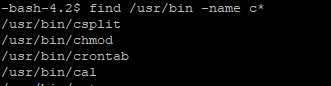 -bash-4.2$ find /usr/bin -name c*
/usr/bin/csplit
/usr/bin/chmod
/usr/bin/crontab
/usr/bin/cal